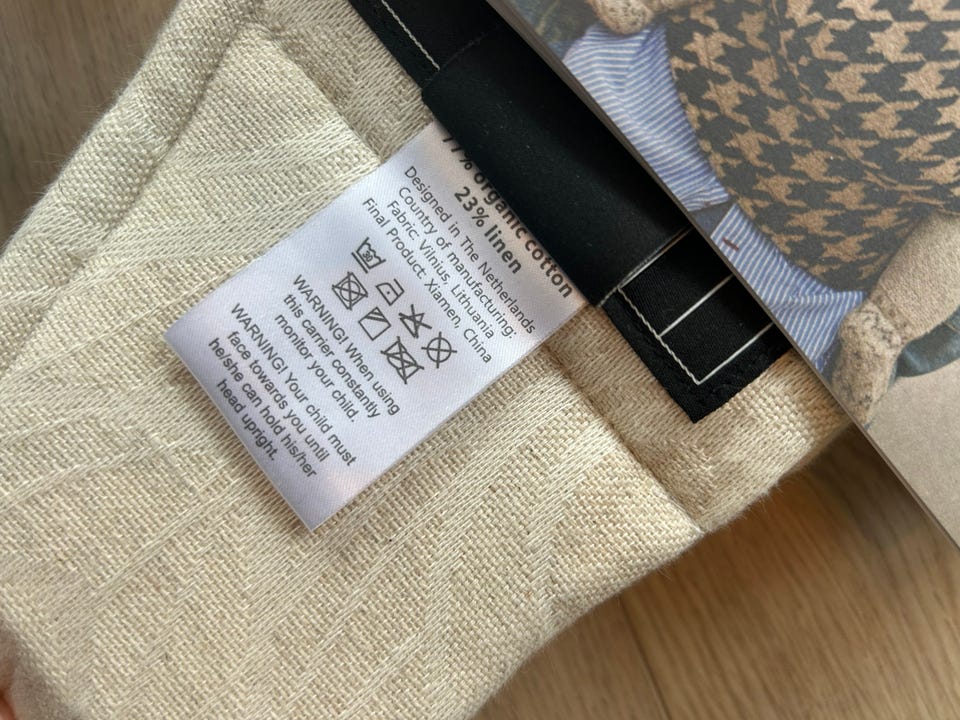 77% organic cotton
23% linen
Designed in The Netherlands
Country of manufacturing:
Fabric: Vilnius, Lithuania
Final Product: Xiamen, China
WARNING! When using
this carrier constantly
monitor your child.
WARNING! Your child must
face towards you until
he/she can hold his/her
head upright.